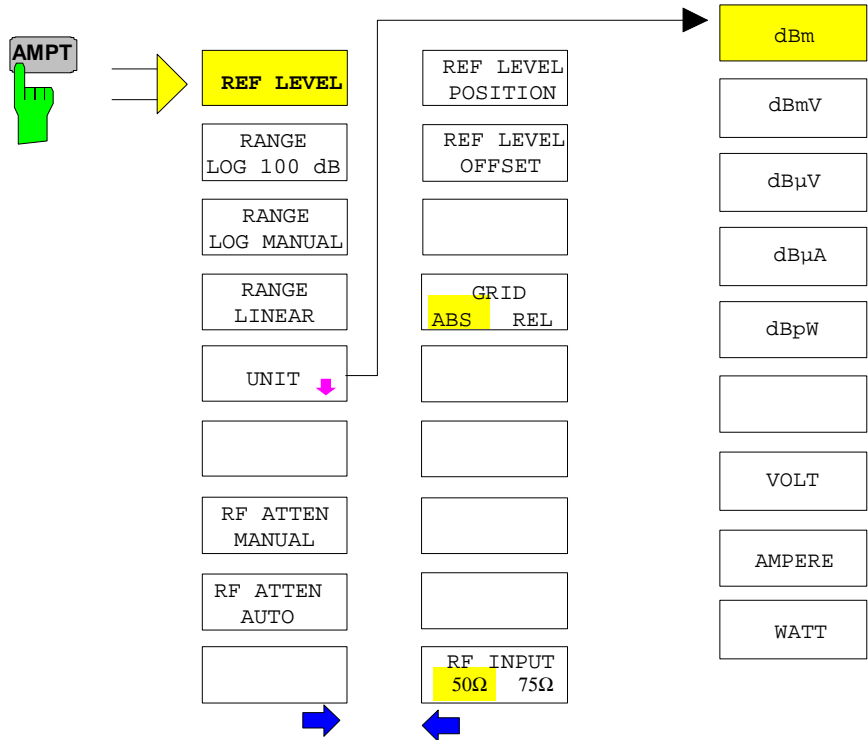 AMPT
REF LEVEL
RANGE
LOG 100 dB
RANGE
LOG MANUAL
RANGE
LINEAR
UNIT
RF ATTEN
MANUAL
RF ATTEN
AUTO
REF LEVEL
POSITION
REF LEVEL
OFFSET
GRID
ABS REL
RF INPUT
50Ω 75Ω
dBm
dBmV
dBµV
dBµA
dBpW
VOLT
AMPERE
WATT